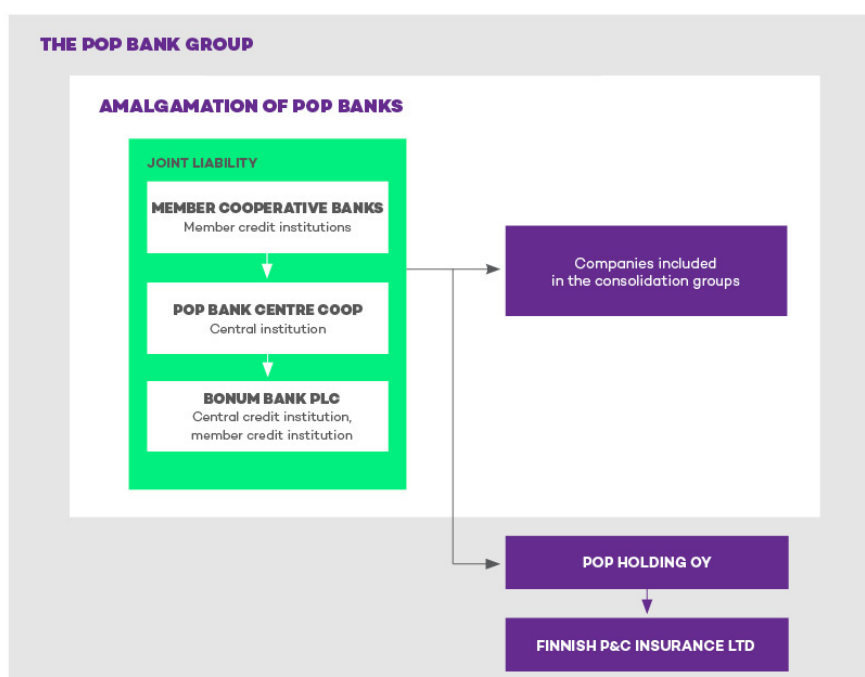 THE POP BANK GROUP
AMALGAMATION OF POP BANKS
JOINT LIABILITY
MEMBER COOPERATIVE BANKS
Member credit institutions
POP BANK CENTRE COOP
Central institution
BONUM BANK PLC
Central credit institution,
member credit institution
Companies included
in the consolidation groups
POP HOLDING OY
FINNISH P&C INSURANCE LTD